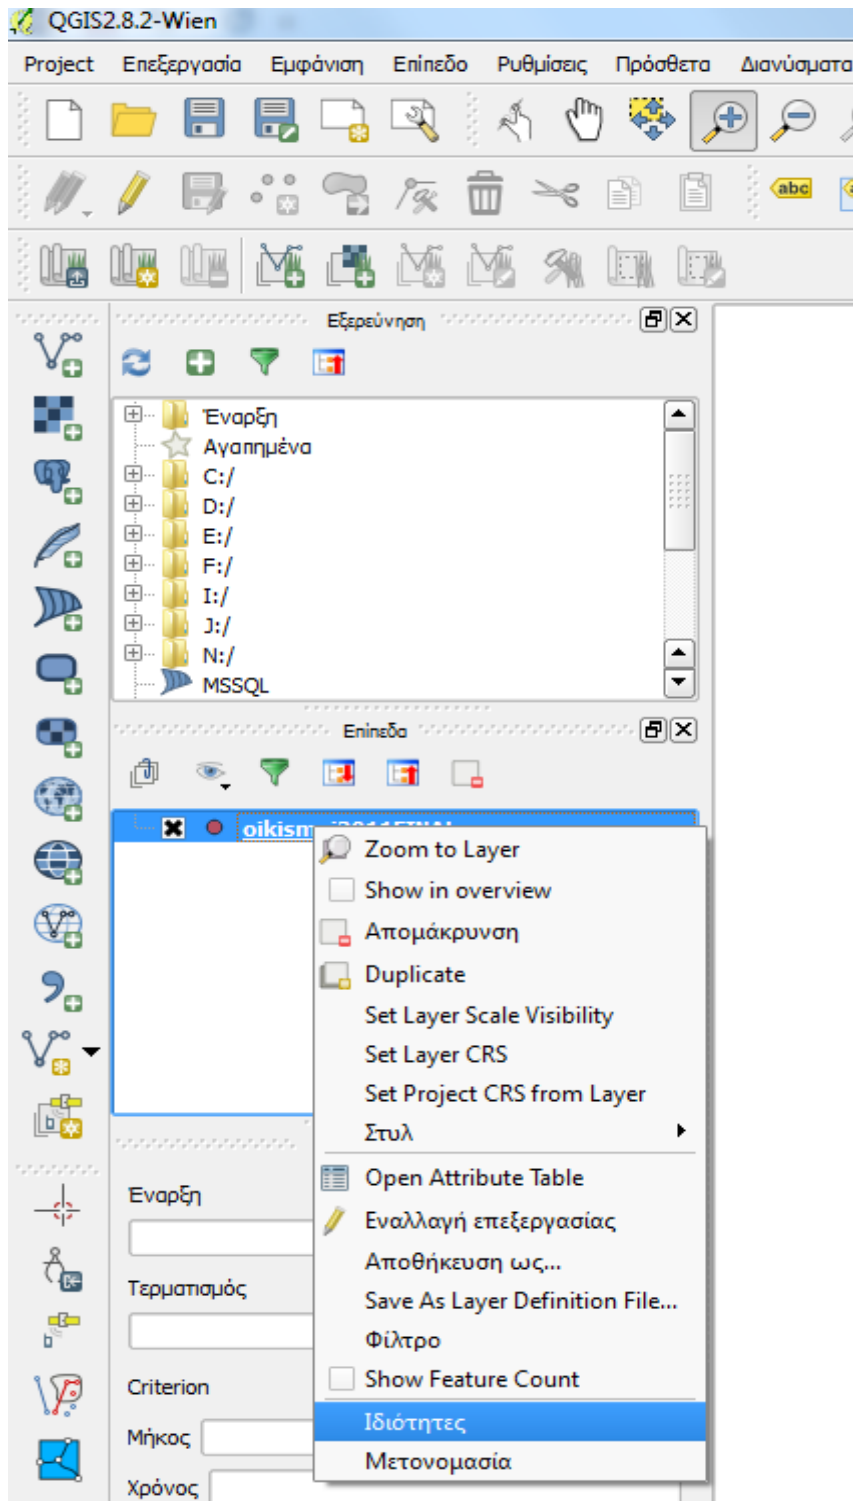 QGIS2.8.2-Wien
Project Επεξεργασία Εμφάνιση Επίπεδο Ρυθμίσεις Πρόσθετα Διανύσματα
abc
Εξερεύνηση
Έναρξη
Αγαπημένα
C:/
D:/
E:/
F:/
I:/
J:/
N:/
MSSQL
Επίπεδα
Zoom to Layer
Show in overview
Απομάκρυνση
Duplicate
Set Layer Scale Visibility
Set Layer CRS
Set Project CRS from Layer
Στυλ
Open Attribute Table
Εναλλαγή επεξεργασίας
Αποθήκευση ως...
Save As Layer Definition File...
Φίλτρο
Show Feature Count
Ιδιότητες
Μετονομασία
Έναρξη
Τερματισμός
Criterion
Μήκος
Χρόνος